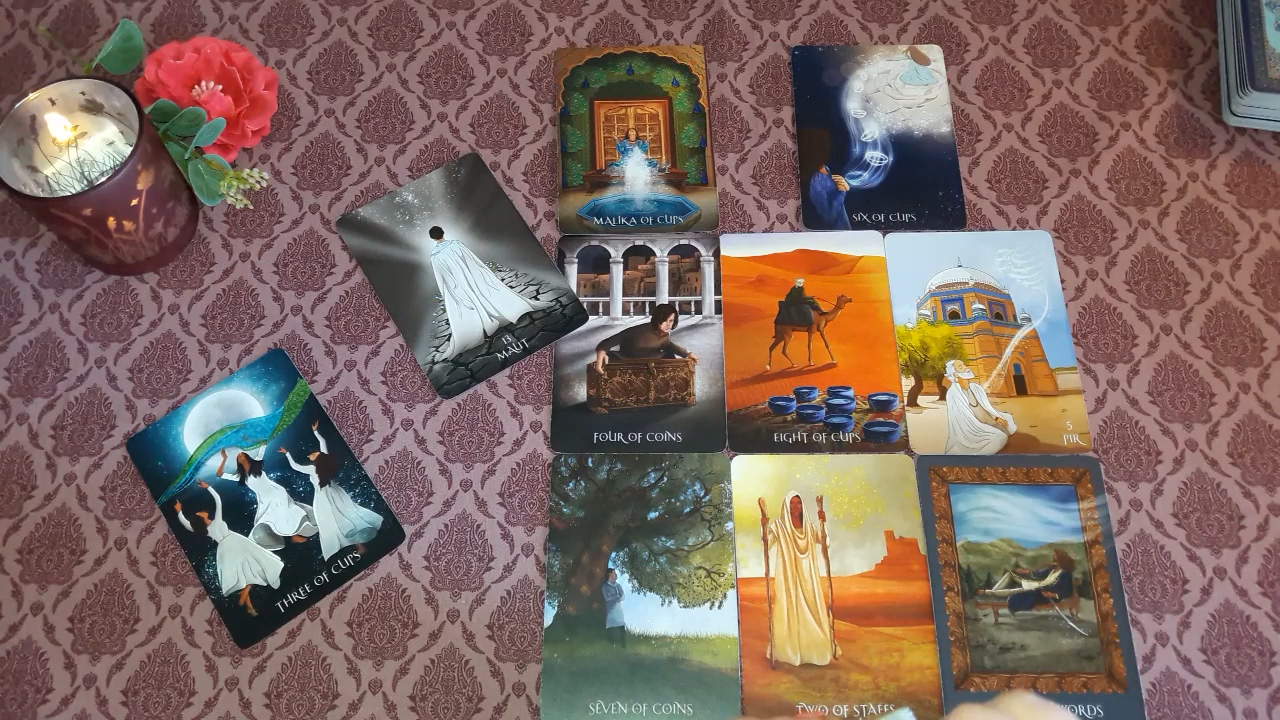 MALIKA OF CUPS
SIX OF CUPS
13
MAUT
FOUR OF COINS
EIGHT OF CUPS
5
PIR
THREE OF CUPS
SEVEN OF COINS
TWO OF STAFFS